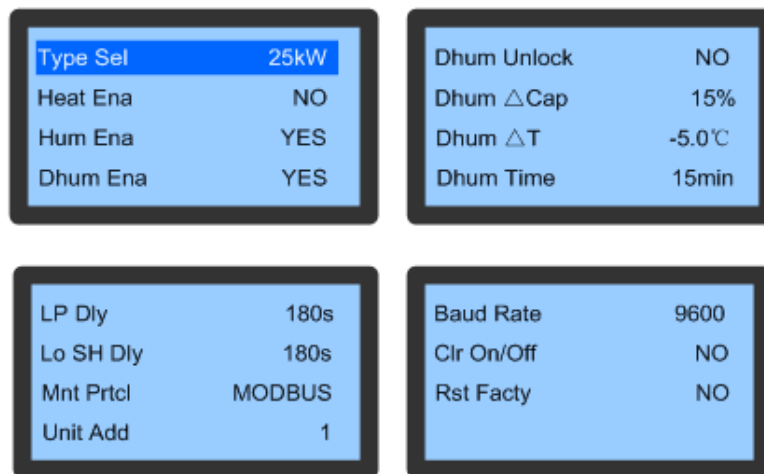 Type Sel 25kW
Heat Ena NO
Hum Ena YES
Dhum Ena YES
Dhum Unlock NO
Dhum △Cap 15%
Dhum △T -5.0℃
Dhum Time 15min
LP Dly 180s
Lo SH Dly 180s
Mnt Prtcl MODBUS
Unit Add 1
Baud Rate 9600
Clr On/Off NO
Rst Facty NO